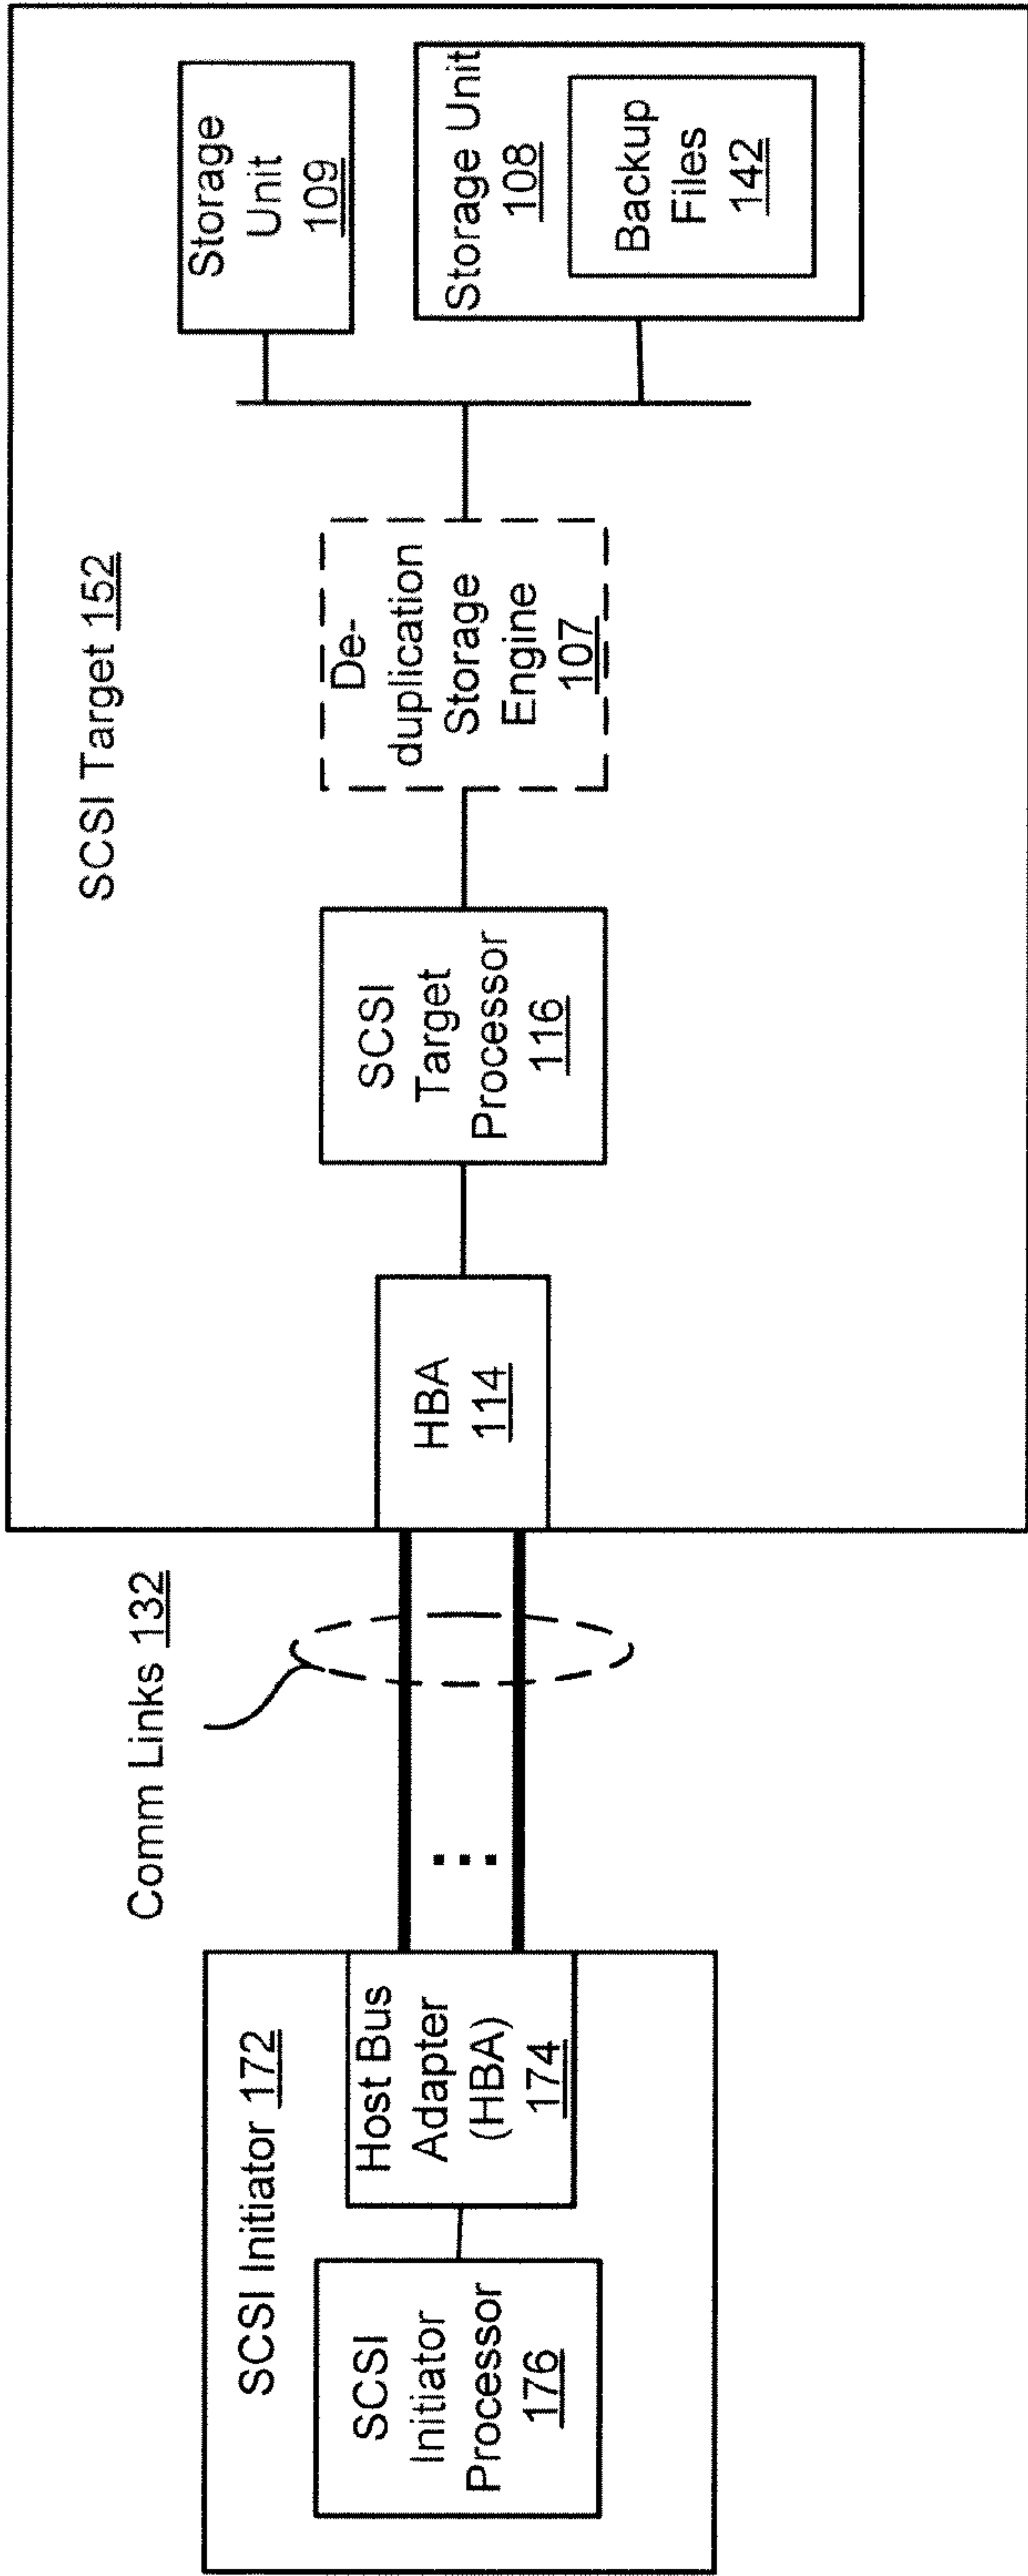 SCSI Initiator 172
SCSI
Initiator
Processor
176
Host Bus
Adapter
(HBA)
174
Comm Links 132
...
SCSI Target 152
HBA
114
SCSI
Target
Processor
116
De-
duplication
Storage
Engine
107
Storage
Unit
109
Storage Unit
108
Backup
Files
142